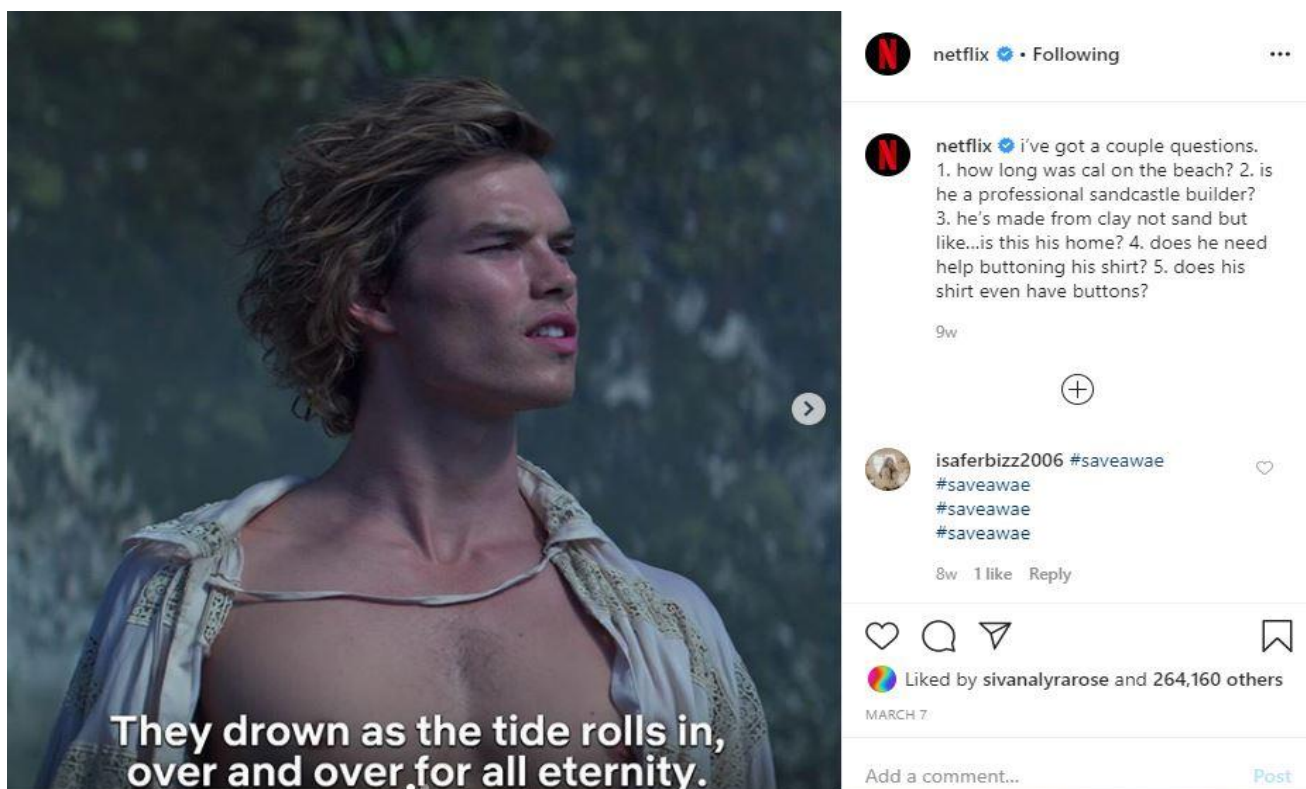 They drown as the tide rolls in,
over and over for all eternity.
N
netflix • Following
N
netflix i've got a couple questions.
1. how long was cal on the beach? 2. is
he a professional sandcastle builder?
3. he's made from clay not sand but
like...is this his home? 4. does he need
help buttoning his shirt? 5. does his
shirt even have buttons?
9w
isaferbizz2006 #saveawae
#saveawae
#saveawae
#saveawae
8w 1 like Reply
Liked by sivanalyrarose and 264,160 others
MARCH 7
Add a comment... Post